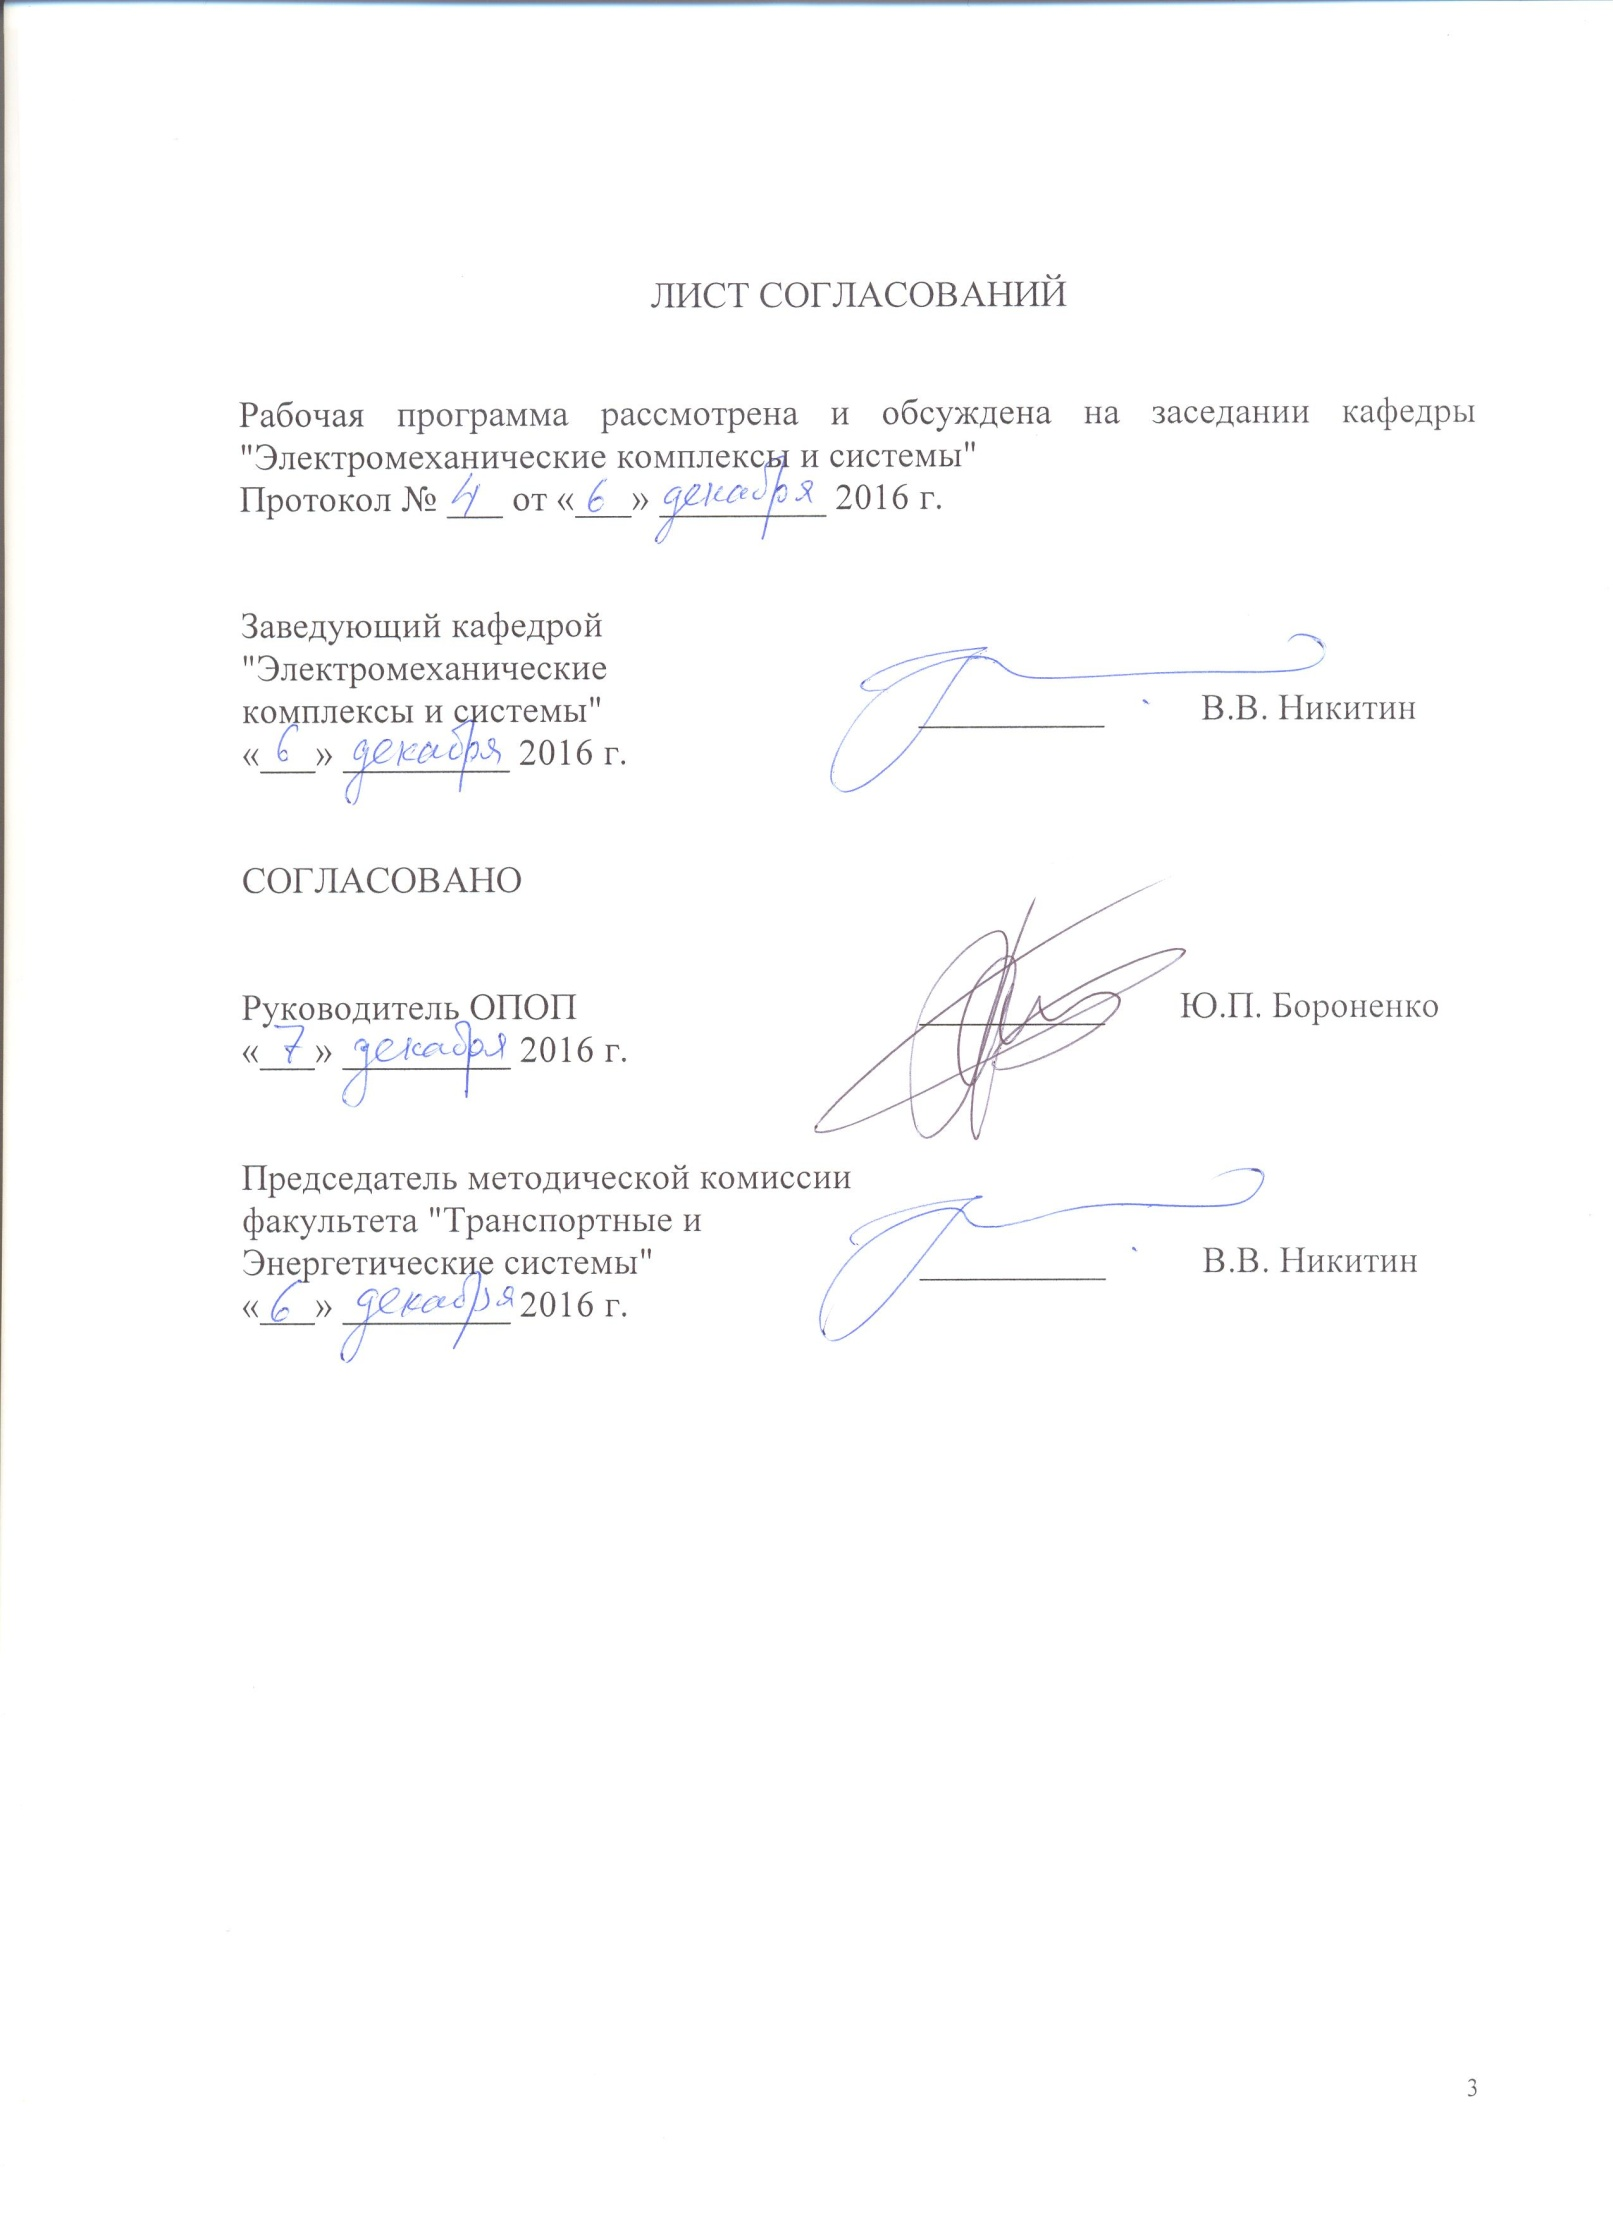 ЛИСТ СОГЛАСОВАНИЙ
Рабочая программа рассмотрена и обсуждена на заседании кафедры
"Электромеханические комплексы и системы"
Протокол № 4 от «6» декабря 2016 г.
Заведующий кафедрой
"Электромеханические
комплексы и системы" В.В. Никитин
«6» декабря 2016 г.
СОГЛАСОВАНО
Руководитель ОПОП Ю.П. Бороненко
«7» декабря 2016 г.
Председатель методической комиссии
факультета "Транспортные и
Энергетические системы" В.В. Никитин
«6» декабря 2016 г.
3